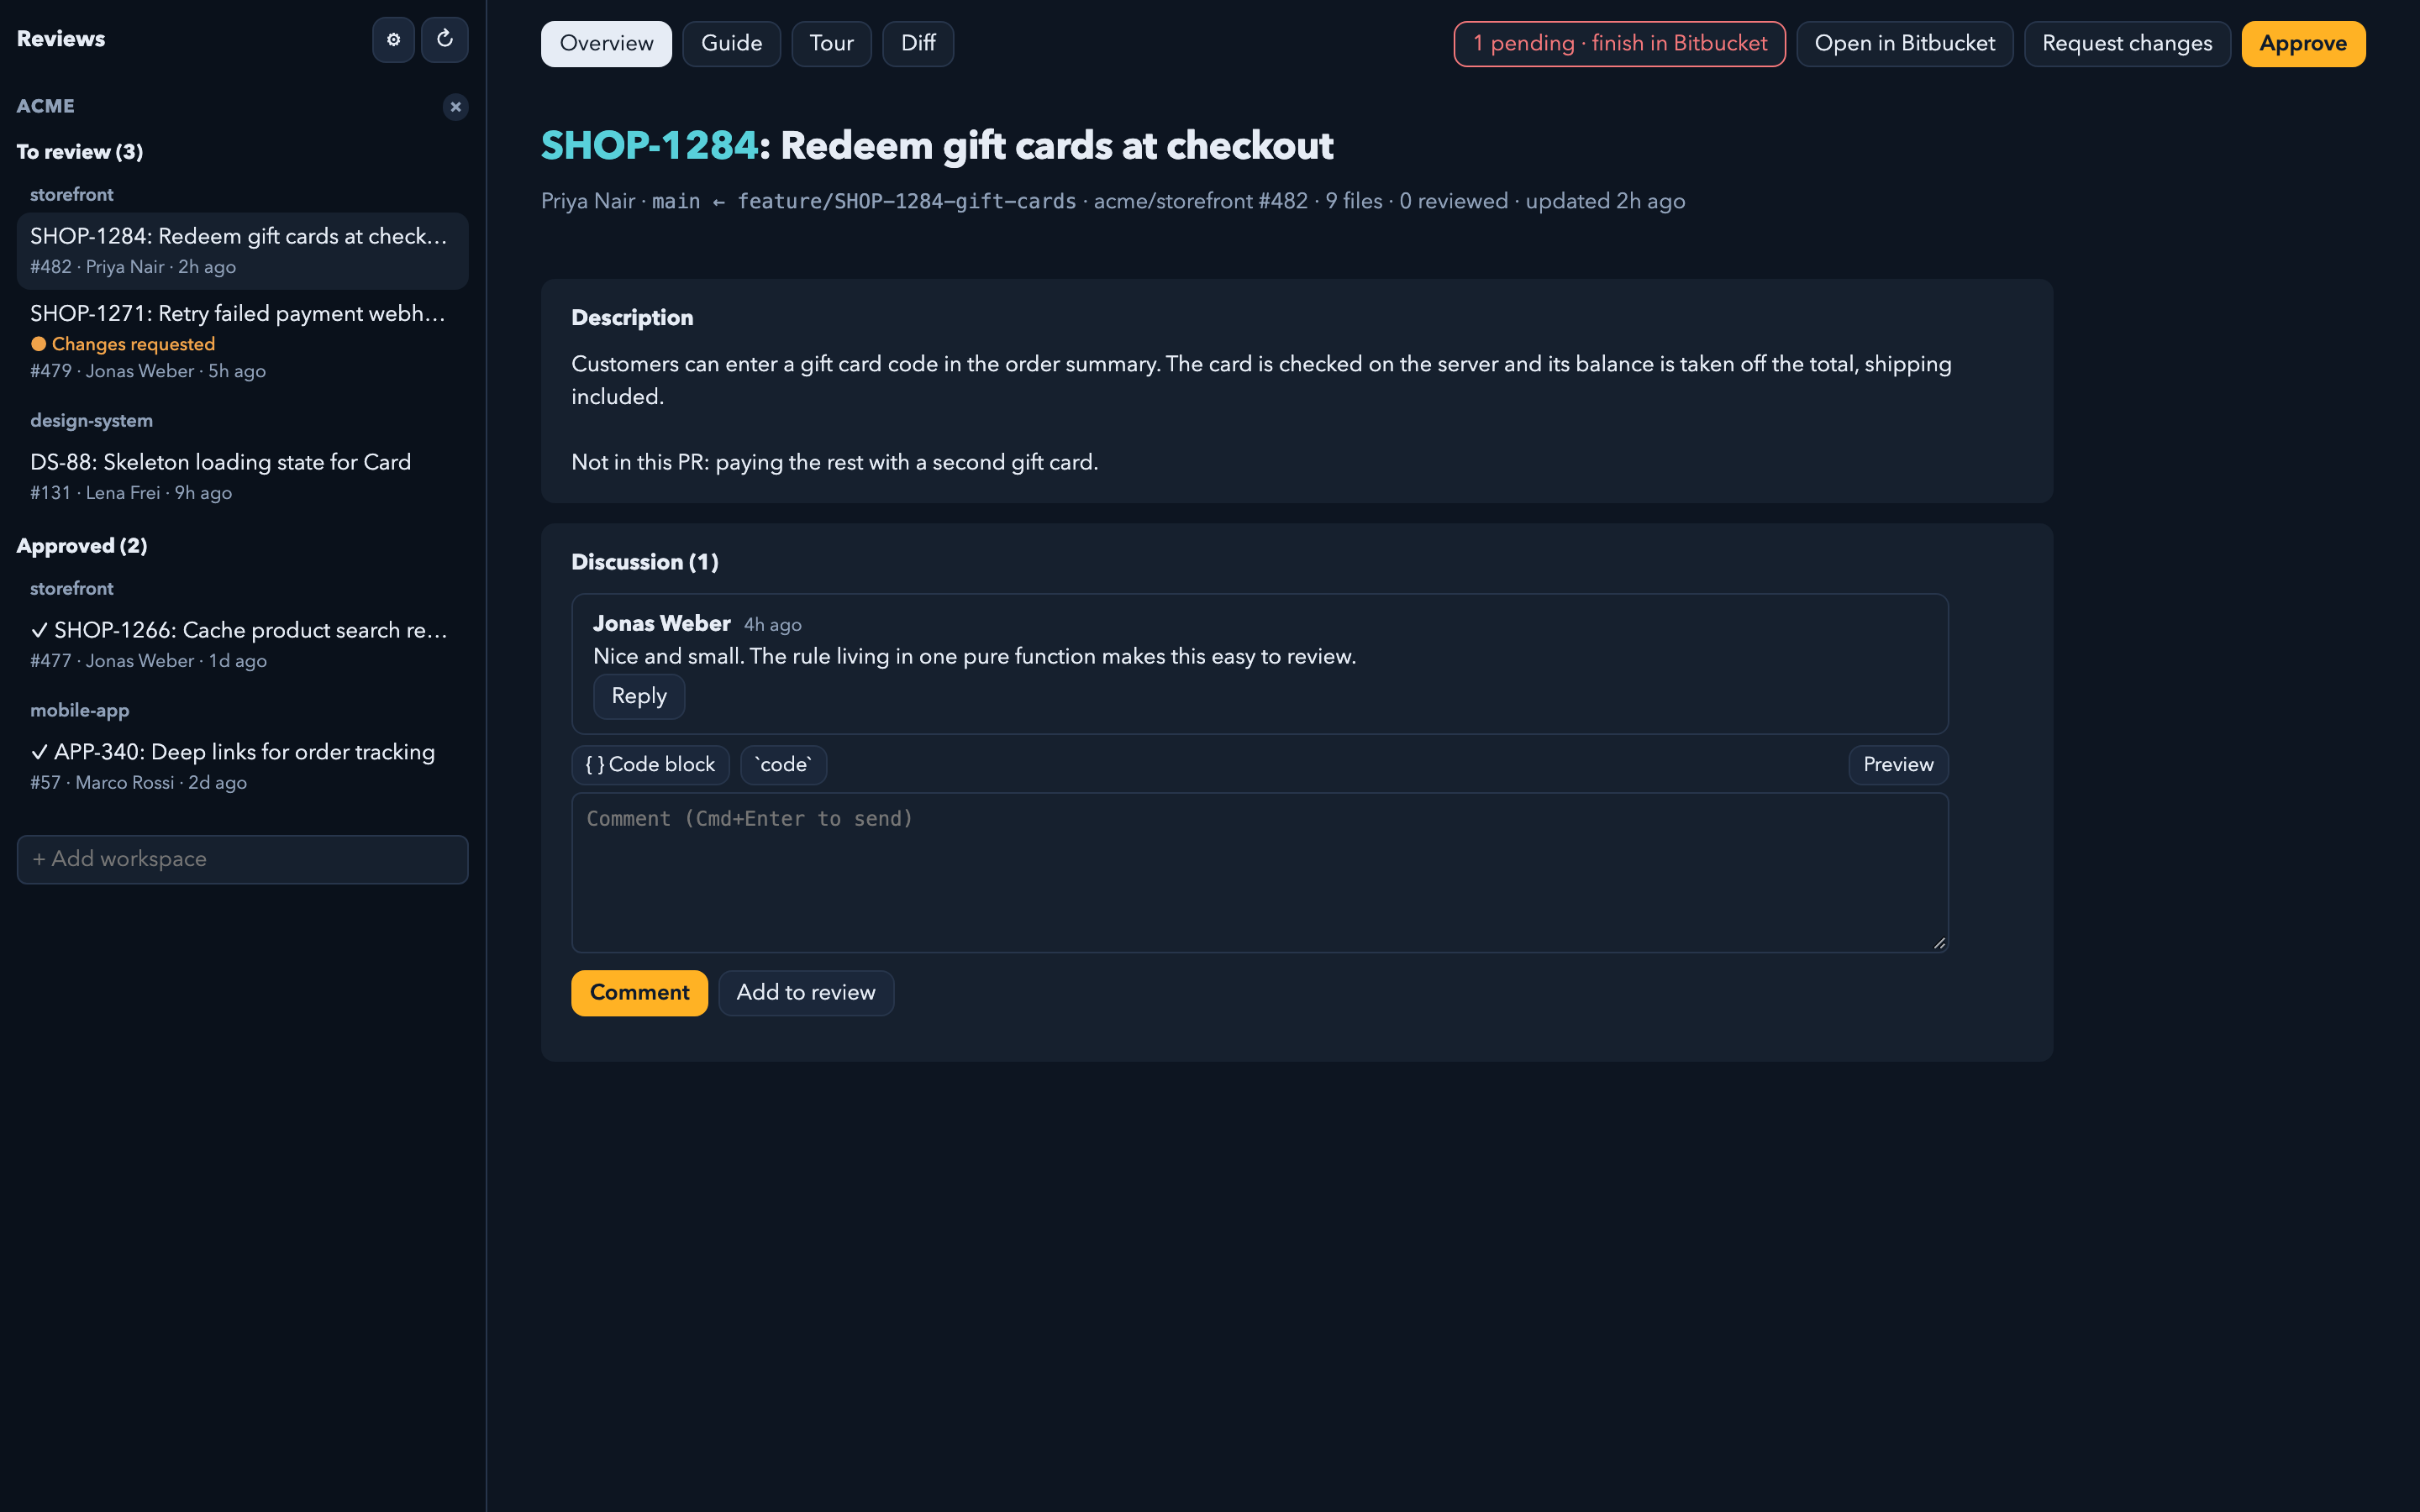 Reviews
ACME
To review (3)
storefront
SHOP-1284: Redeem gift cards at check…
#482 · Priya Nair · 2h ago
SHOP-1271: Retry failed payment webh…
Changes requested
#479 · Jonas Weber · 5h ago
design-system
DS-88: Skeleton loading state for Card
#131 · Lena Frei · 9h ago
Approved (2)
storefront
✓ SHOP-1266: Cache product search re…
#477 · Jonas Weber · 1d ago
mobile-app
✓ APP-340: Deep links for order tracking
#57 · Marco Rossi · 2d ago
+ Add workspace
Overview Guide Tour Diff
1 pending · finish in Bitbucket Open in Bitbucket Request changes Approve
SHOP-1284: Redeem gift cards at checkout
Priya Nair · main ← feature/SHOP-1284-gift-cards · acme/storefront #482 · 9 files · 0 reviewed · updated 2h ago
Description
Customers can enter a gift card code in the order summary. The card is checked on the server and its balance is taken off the total, shipping
included.
Not in this PR: paying the rest with a second gift card.
Discussion (1)
Jonas Weber 4h ago
Nice and small. The rule living in one pure function makes this easy to review.
Reply
{ } Code block `code` Preview
Comment (Cmd+Enter to send)
Comment Add to review